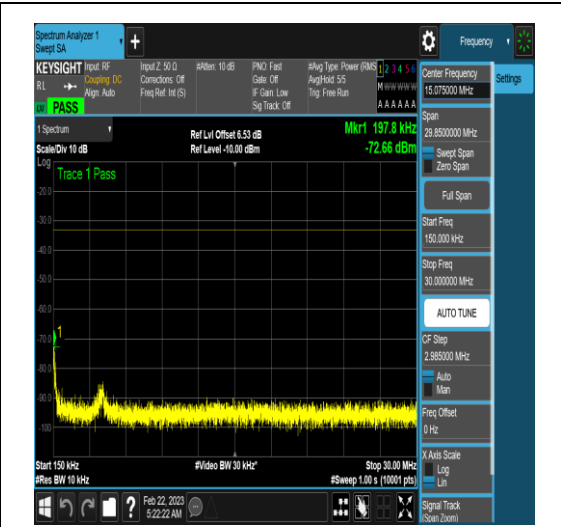 Spectrum Analyzer 1
Swept SA
Frequency
KEYSIGHT
RL
PASS
Input: RF
Coupling: DC
Align: Auto
Input Z: 50 Ω
Corrections: Off
Freq Ref: Int (S)
#Atten: 10 dB
PNO: Fast
Gate: Off
IF Gain: Low
Sig Track: Off
#Avg Type: Power (RMS
Avg|Hold: 5/5
Trig: Free Run
1 2 3 4 5 6
M W W W W W
A A A A A A
1 Spectrum
Scale/Div 10 dB
Log
Ref Lvl Offset 6.53 dB
Ref Level -10.00 dBm
Mkr1 197.8 kHz
-72.66 dBm
Trace 1 Pass
-20.0
-30.0
-40.0
-50.0
-60.0
-70.0
-80.0
-90.0
-100
1
Start 150 kHz
#Res BW 10 kHz
#Video BW 30 kHz*
Stop 30.00 MHz
#Sweep 1.00 s (10001 pts)
Feb 22, 2023
5:22:22 AM
Center Frequency
15.075000 MHz
Settings
Span
29.8500000 MHz
Swept Span
Zero Span
Full Span
Start Freq
150.000 kHz
Stop Freq
30.000000 MHz
AUTO TUNE
CF Step
2.985000 MHz
Auto
Man
Freq Offset
0 Hz
X Axis Scale
Log
Lin
Signal Track
(Span Zoom)